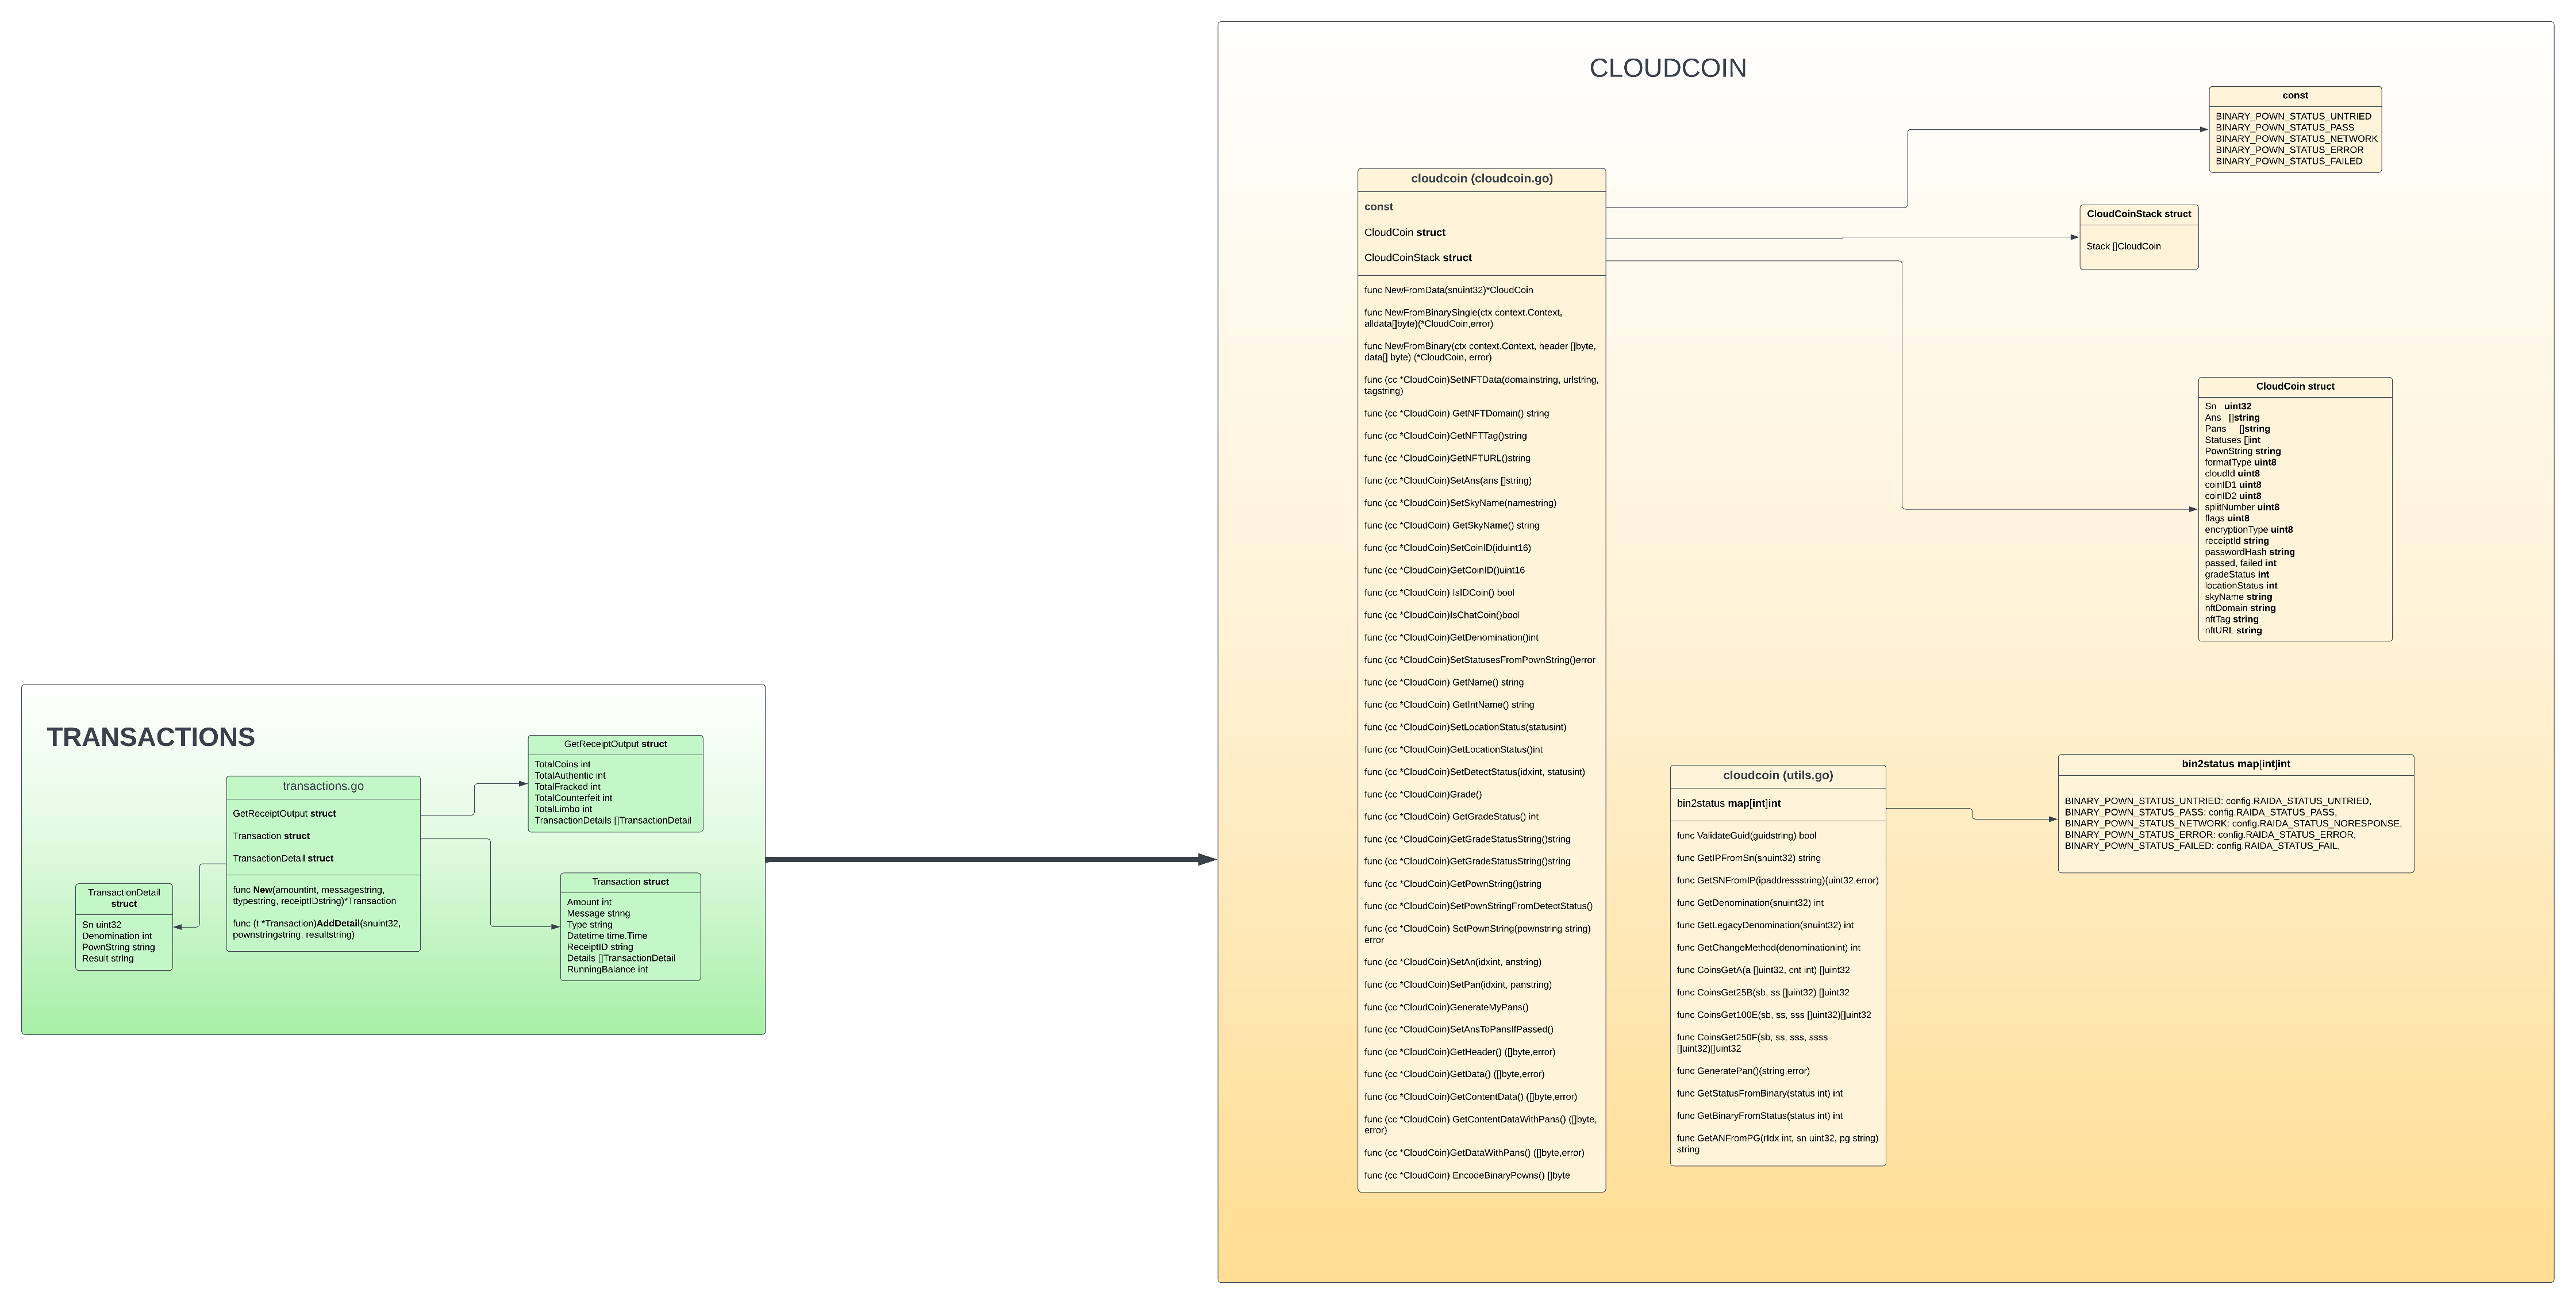 CLOUDCOIN
const
BINARY_POWN_STATUS_UNTRIED
BINARY_POWN_STATUS_PASS
BINARY_POWN_STATUS_NETWORK
BINARY_POWN_STATUS_ERROR
BINARY_POWN_STATUS_FAILED
cloudcoin (cloudcoin.go)
const
CloudCoin struct
CloudCoinStack struct
func NewFromData(snuint32)*CloudCoin
func NewFromBinarySingle(ctx context.Context,
alldata[]byte)(*CloudCoin,error)
func NewFromBinary(ctx context.Context, header []byte,
data[] byte) (*CloudCoin, error)
func (cc *CloudCoin)SetNFTData(domainstring, urlstring,
tagstring)
func (cc *CloudCoin) GetNFTDomain() string
func (cc *CloudCoin)GetNFTTag()string
func (cc *CloudCoin)GetNFTURL()string
func (cc *CloudCoin)SetAns(ans []string)
func (cc *CloudCoin)SetSkyName(namestring)
func (cc *CloudCoin) GetSkyName() string
func (cc *CloudCoin)SetCoinID(iduint16)
func (cc *CloudCoin)GetCoinID()uint16
func (cc *CloudCoin) IsIDCoin() bool
func (cc *CloudCoin)IsChatCoin()bool
func (cc *CloudCoin)GetDenomination()int
func (cc *CloudCoin)SetStatusesFromPownString()error
func (cc *CloudCoin) GetName() string
func (cc *CloudCoin) GetIntName() string
func (cc *CloudCoin)SetLocationStatus(statusint)
func (cc *CloudCoin)GetLocationStatus()int
func (cc *CloudCoin)SetDetectStatus(idxint, statusint)
func (cc *CloudCoin)Grade()
func (cc *CloudCoin) GetGradeStatus() int
func (cc *CloudCoin)GetGradeStatusString()string
func (cc *CloudCoin)GetGradeStatusString()string
func (cc *CloudCoin)GetPownString()string
func (cc *CloudCoin)SetPownStringFromDetectStatus()
func (cc *CloudCoin) SetPownString(pownstring string)
error
func (cc *CloudCoin)SetAn(idxint, anstring)
func (cc *CloudCoin)SetPan(idxint, panstring)
func (cc *CloudCoin)GenerateMyPans()
func (cc *CloudCoin)SetAnsToPansIfPassed()
func (cc *CloudCoin)GetHeader() ([]byte,error)
func (cc *CloudCoin)GetData() ([]byte,error)
func (cc *CloudCoin)GetContentData() ([]byte,error)
func (cc *CloudCoin) GetContentDataWithPans() ([]byte,
error)
func (cc *CloudCoin)GetDataWithPans() ([]byte,error)
func (cc *CloudCoin) EncodeBinaryPowns() []byte
CloudCoinStack struct
Stack []CloudCoin
CloudCoin struct
Sn uint32
Ans []string
Pans []string
Statuses []int
PownString string
formatType uint8
cloudId uint8
coinID1 uint8
coinID2 uint8
splitNumber uint8
flags uint8
encryptionType uint8
receiptId string
passwordHash string
passed, failed int
gradeStatus int
locationStatus int
skyName string
nftDomain string
nftTag string
nftURL string
cloudcoin (utils.go)
bin2status map[int]int
func ValidateGuid(guidstring) bool
func GetIPFromSn(snuint32) string
func GetSNFromIP(ipaddressstring)(uint32,error)
func GetDenomination(snuint32) int
func GetLegacyDenomination(snuint32) int
func GetChangeMethod(denominationint) int
func CoinsGetA(a []uint32, cnt int) []uint32
func CoinsGet25B(sb, ss []uint32) []uint32
func CoinsGet100E(sb, ss, sss []uint32)[]uint32
func CoinsGet250F(sb, ss, sss, ssss
[]uint32)[]uint32
func GeneratePan()(string,error)
func GetStatusFromBinary(status int) int
func GetBinaryFromStatus(status int) int
func GetANFromPG(rIdx int, sn uint32, pg string)
string
bin2status map[int]int
BINARY_POWN_STATUS_UNTRIED: config.RAIDA_STATUS_UNTRIED,
BINARY_POWN_STATUS_PASS: config.RAIDA_STATUS_PASS,
BINARY_POWN_STATUS_NETWORK: config.RAIDA_STATUS_NORESPONSE,
BINARY_POWN_STATUS_ERROR: config.RAIDA_STATUS_ERROR,
BINARY_POWN_STATUS_FAILED: config.RAIDA_STATUS_FAIL,
TRANSACTIONS
transactions.go
GetReceiptOutput struct
Transaction struct
TransactionDetail struct
func New(amountint, messagestring,
ttypestring, receiptIDstring)*Transaction
func (t *Transaction)AddDetail(snuint32,
pownstringstring, resultstring)
GetReceiptOutput struct
TotalCoins int
TotalAuthentic int
TotalFracked int
TotalCounterfeit int
TotalLimbo int
TransactionDetails []TransactionDetail
TransactionDetail
struct
Sn uint32
Denomination int
PownString string
Result string
Transaction struct
Amount int
Message string
Type string
Datetime time.Time
ReceiptID string
Details []TransactionDetail
RunningBalance int